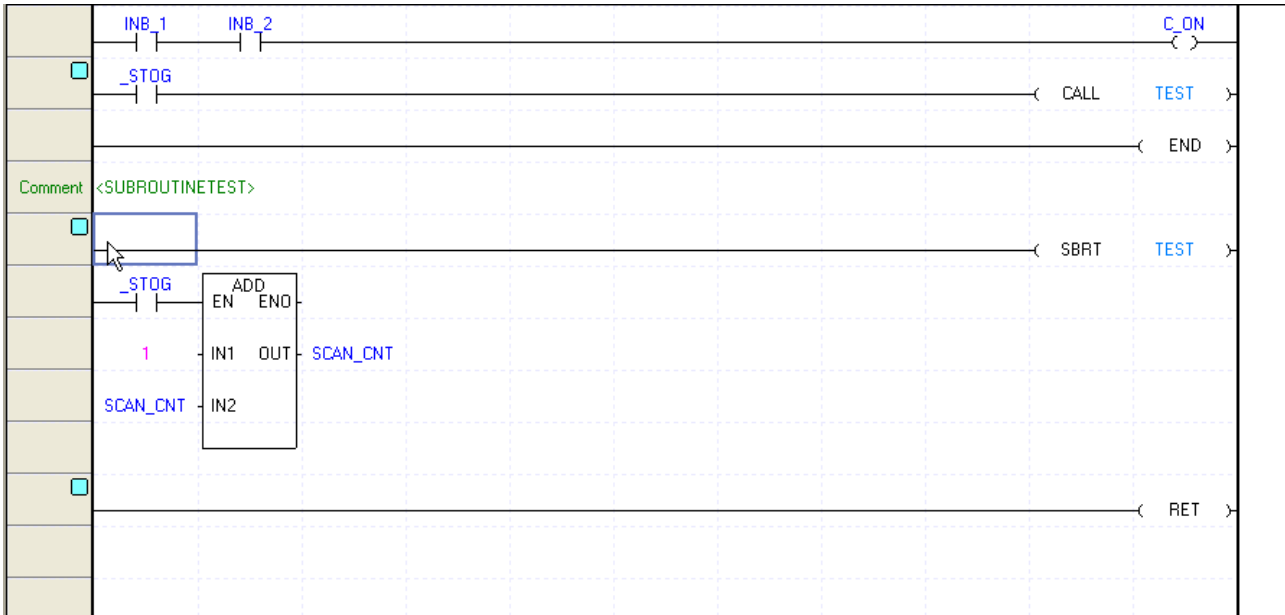 INB_1 INB_2 C_ON
_STOG
CALL TEST
END
Comment <SUBROUTINETEST>
SBRT TEST
_STOG ADD
EN ENO
1 IN1 OUT SCAN_CNT
SCAN_CNT IN2
RET